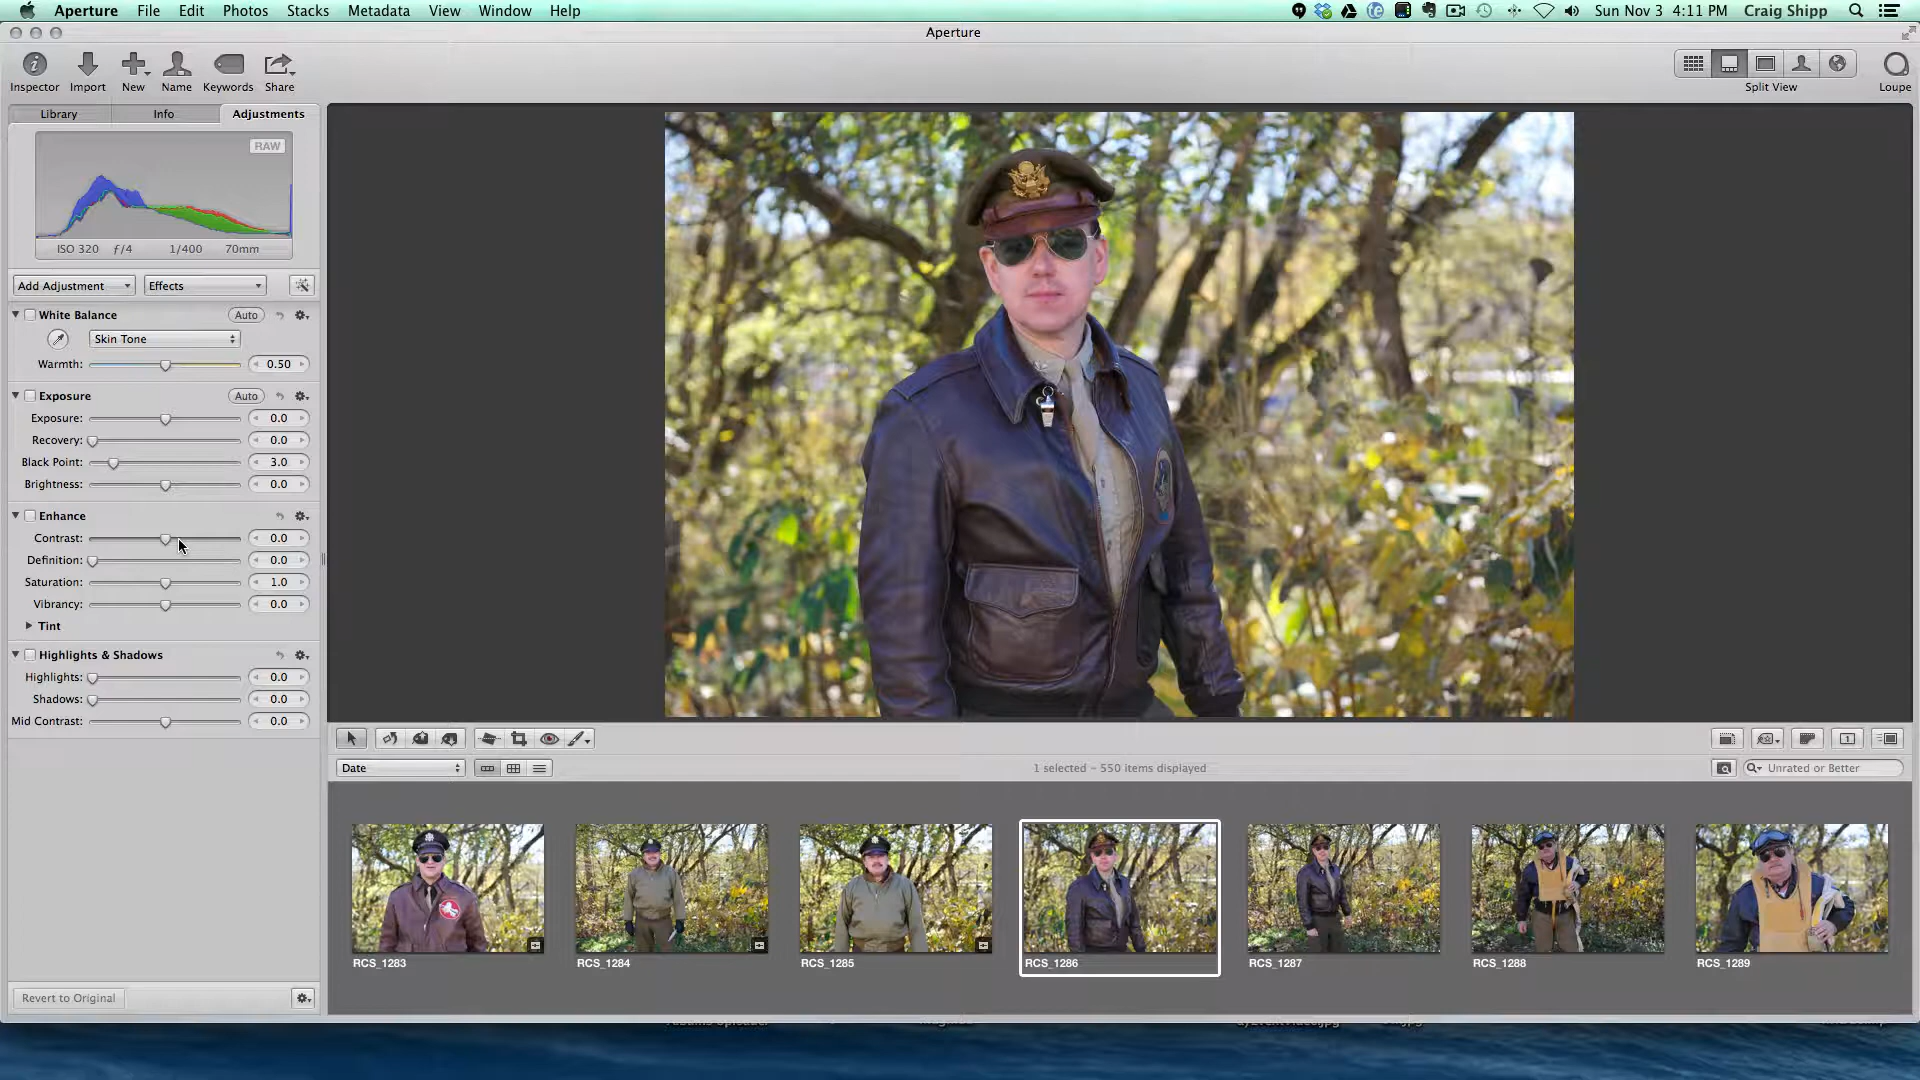 Aperture File Edit Photos Stacks Metadata View Window Help Sun Nov 3 4:11 PM Craig Shipp
Aperture
Inspector Import New Name Keywords Share Split View Loupe
Library Info Adjustments
RAW
ISO 320 ƒ/4 1/400 70mm
Add Adjustment Effects
White Balance Auto
Skin Tone
Warmth: 0.50
Exposure Auto
Exposure: 0.0
Recovery: 0.0
Black Point: 3.0
Brightness: 0.0
Enhance
Contrast: 0.0
Definition: 0.0
Saturation: 1.0
Vibrancy: 0.0
Tint
Highlights & Shadows
Highlights: 0.0
Shadows: 0.0
Mid Contrast: 0.0
1
Date 1 selected – 550 items displayed Unrated or Better
RCS_1283 RCS_1284 RCS_1285 RCS_1286 RCS_1287 RCS_1288 RCS_1289
Revert to Original